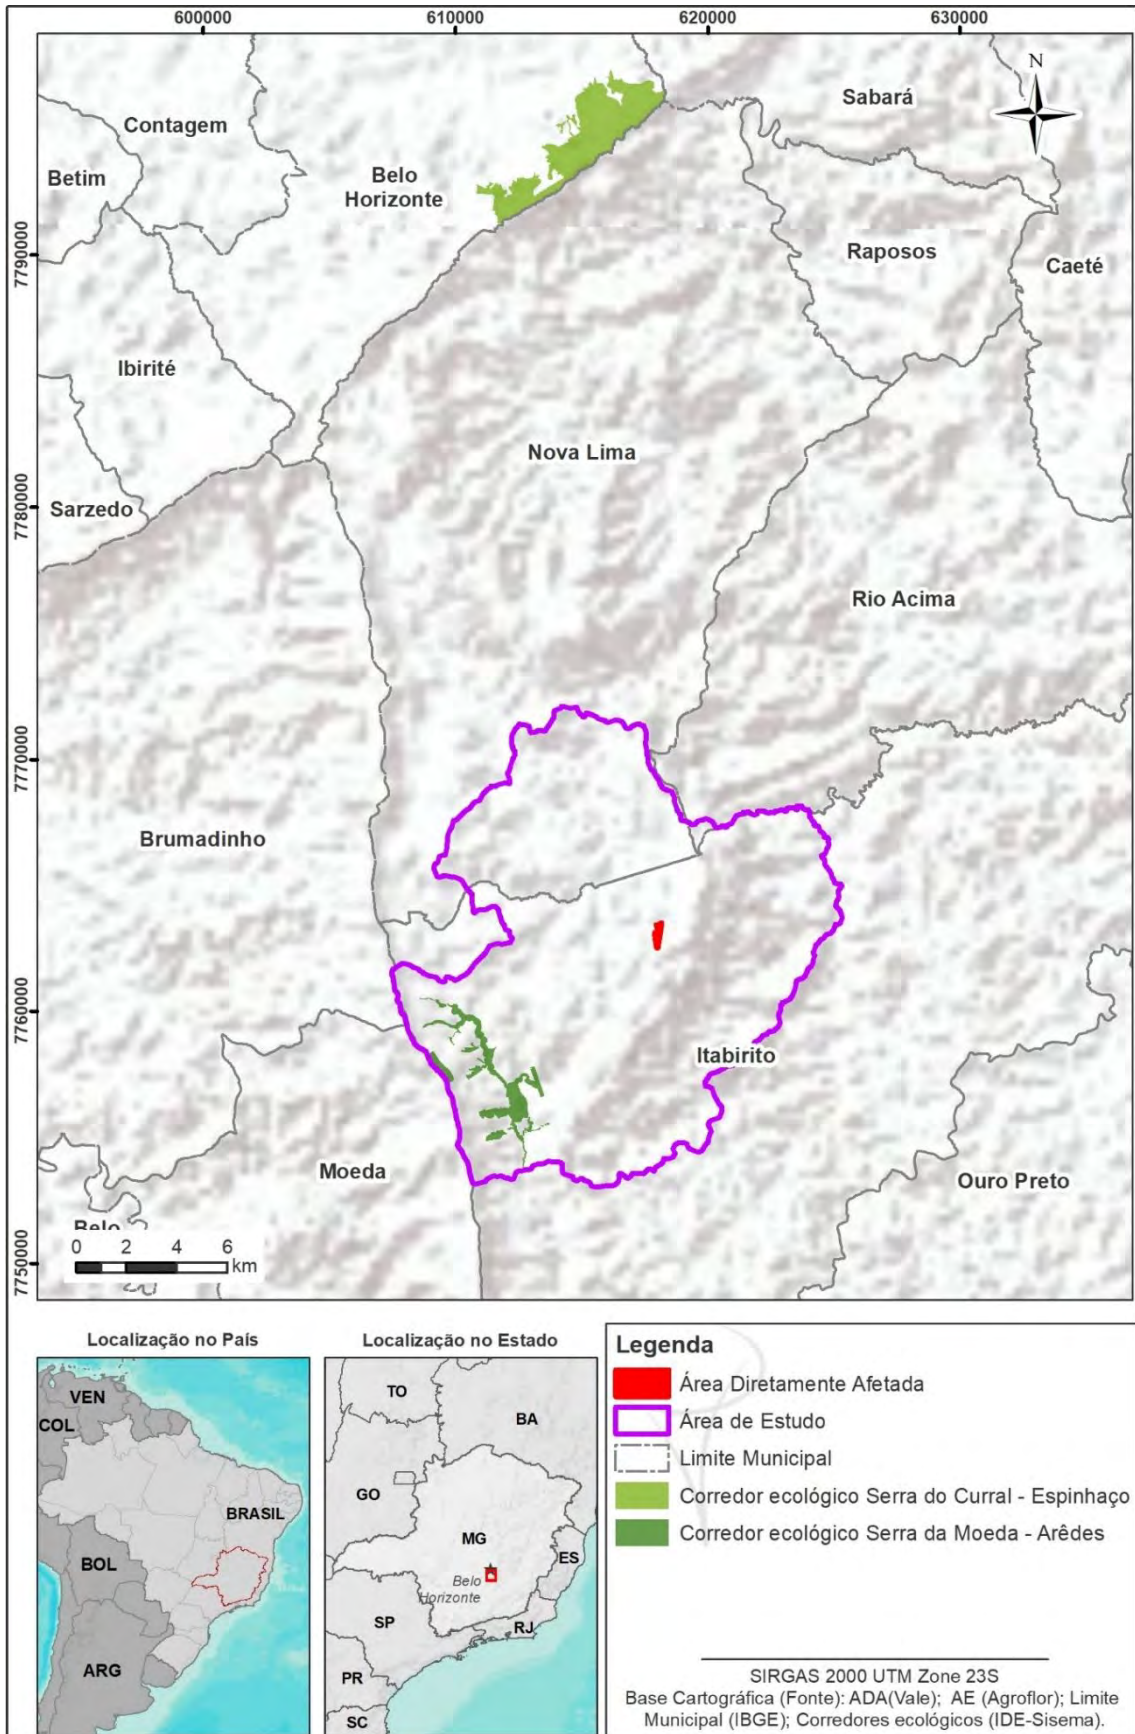 600000
610000
620000
630000
N
Sabará
Contagem
Betim
Belo
Horizonte
7790000
Raposos
Caeté
Ibirité
Nova Lima
7780000
Sarzedo
Rio Acima
7770000
Brumadinho
7760000
Itabirito
Moeda
Ouro Preto
Belo
0 2 4 6
km
7750000
Localização no País
VEN
COL
BRASIL
BOL
ARG
Localização no Estado
TO
BA
GO
MG
ES
Belo
Horizonte
SP
RJ
PR
SC
Legenda
Área Diretamente Afetada
Área de Estudo
Limite Municipal
Corredor ecológico Serra do Curral - Espinhaço
Corredor ecológico Serra da Moeda - Arêdes
SIRGAS 2000 UTM Zone 23S
Base Cartográfica (Fonte): ADA(Vale); AE (Agroflor); Limite
Municipal (IBGE); Corredores ecológicos (IDE-Sisema).